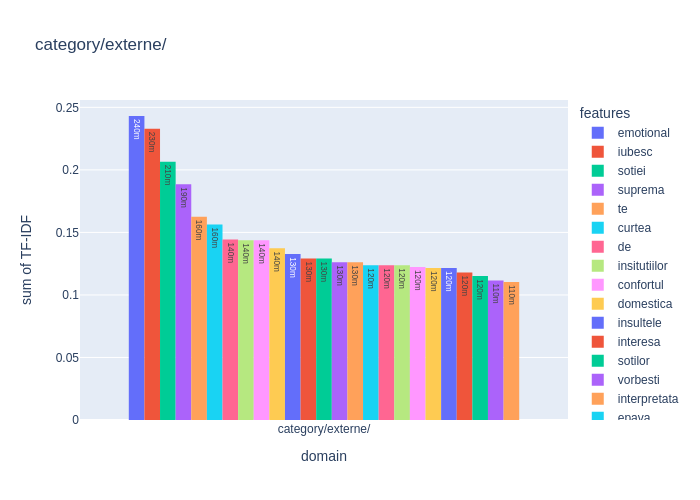 category/externe/
features
emotional
iubesc
sotiei
suprema
te
curtea
de
insitutiilor
confortul
domestica
insultele
interesa
sotilor
vorbesti
interpretata
epava
0.25
0.2
0.15
0.1
0.05
0
sum of TF-IDF
240m
230m
210m
190m
160m
160m
140m
140m
140m
140m
130m
130m
130m
130m
130m
120m
120m
120m
120m
120m
120m
120m
120m
110m
110m
category/externe/
domain